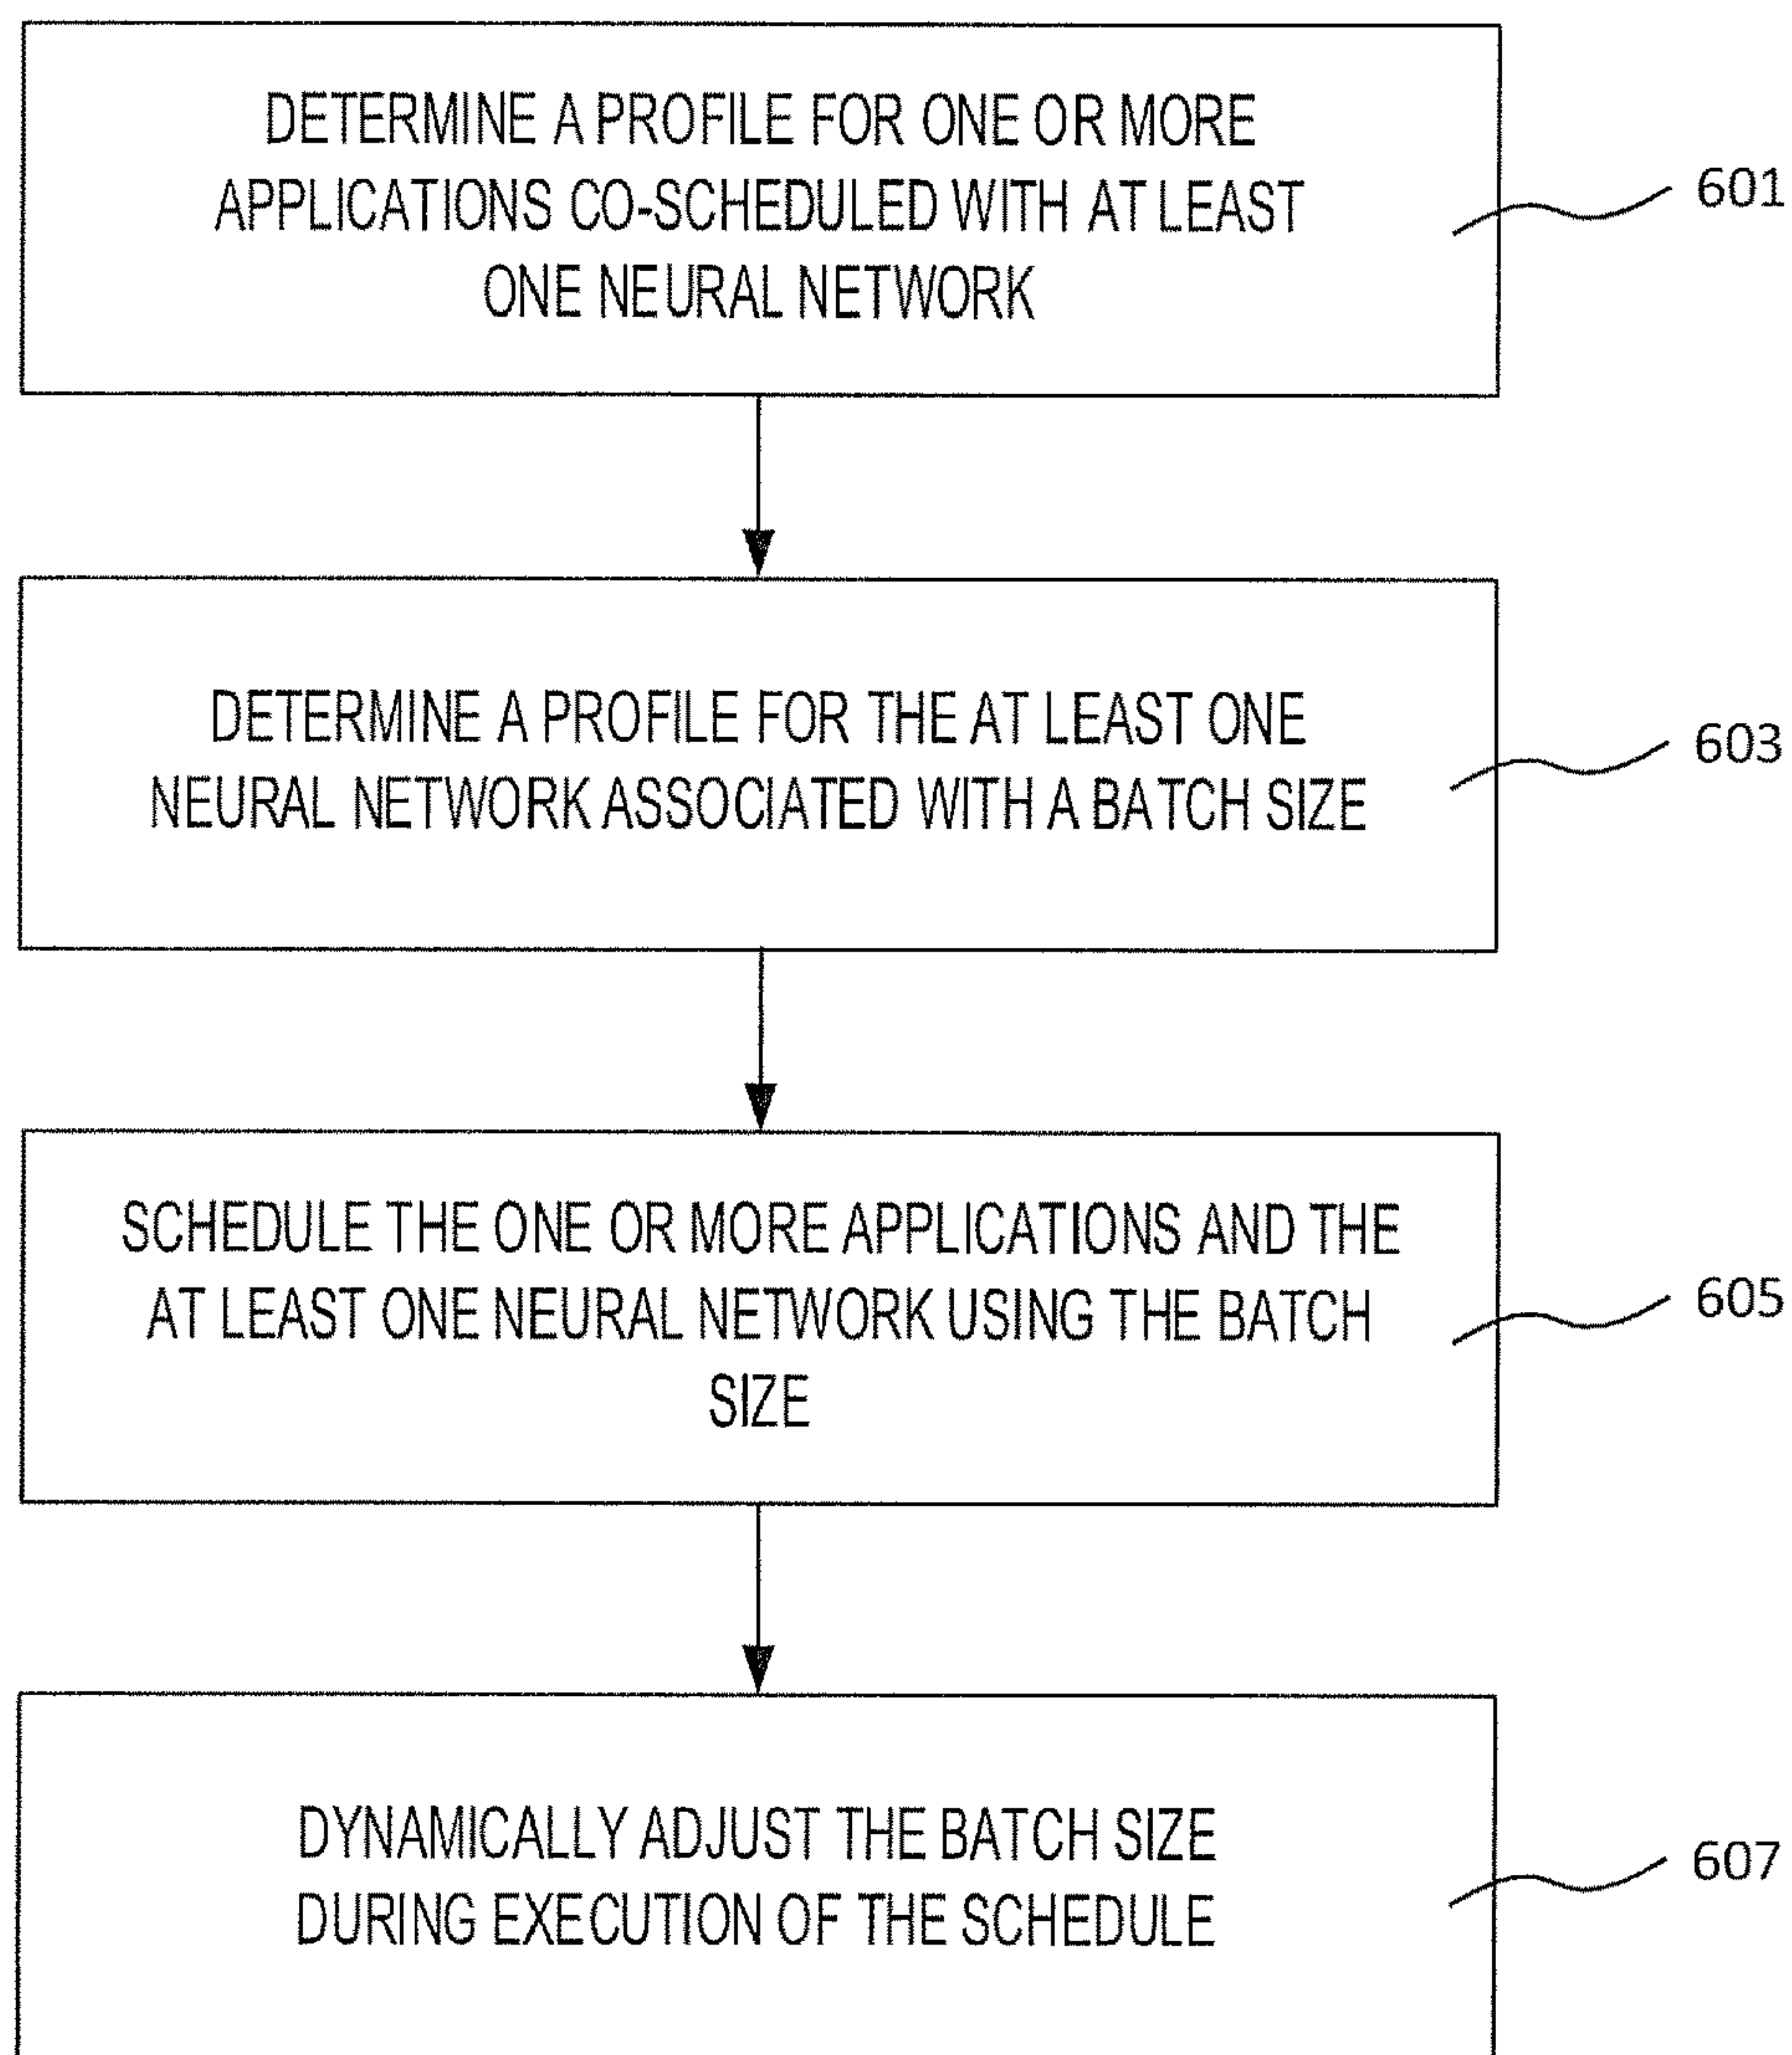 DETERMINE A PROFILE FOR ONE OR MORE
APPLICATIONS CO-SCHEDULED WITH AT LEAST
ONE NEURAL NETWORK
601
DETERMINE A PROFILE FOR THE AT LEAST ONE
NEURAL NETWORK ASSOCIATED WITH A BATCH SIZE
603
SCHEDULE THE ONE OR MORE APPLICATIONS AND THE
AT LEAST ONE NEURAL NETWORK USING THE BATCH
SIZE
605
DYNAMICALLY ADJUST THE BATCH SIZE
DURING EXECUTION OF THE SCHEDULE
607